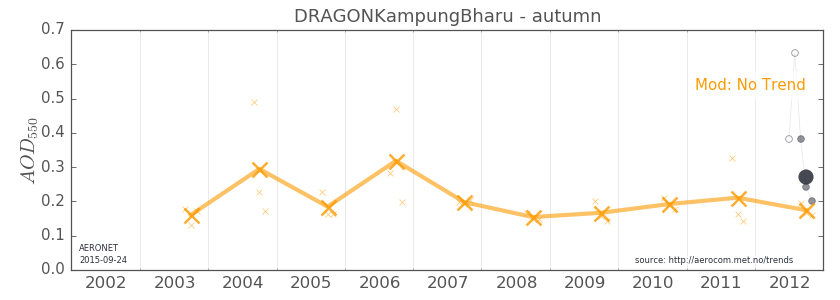 DRAGONKampungBharu - autumn
0.7
0.6
0.5
0.4
0.3
0.2
0.1
0.0
AOD550
Mod: No Trend
AERONET
2015-09-24
source: http://aerocom.met.no/trends
2002 2003 2004 2005 2006 2007 2008 2009 2010 2011 2012